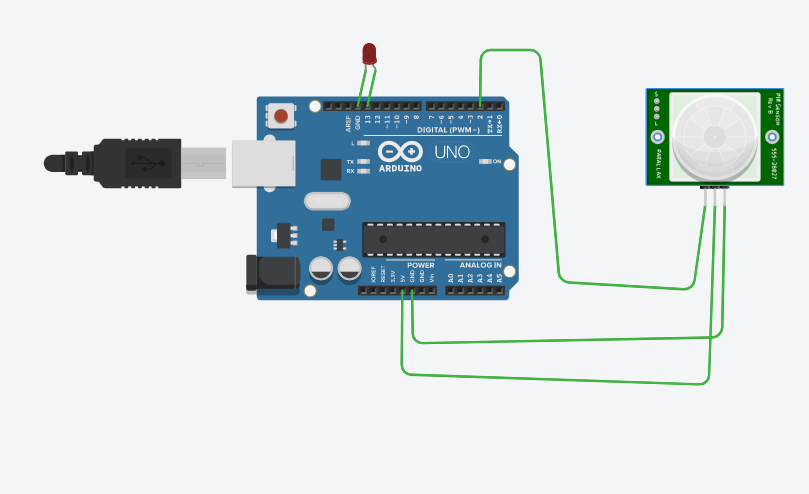 AREF
GND
13
12
~11
~10
~9
8
7
~6
~5
4
~3
2
TX→1
RX←0
DIGITAL (PWM~)
L
TX
RX
ARDUINO
UNO
ON
POWER
ANALOG IN
IOREF
RESET
3.3V
5V
GND
GND
Vin
A0
A1
A2
A3
A4
A5
PIR Sensor
Rev B
PARALLAX
555-28027